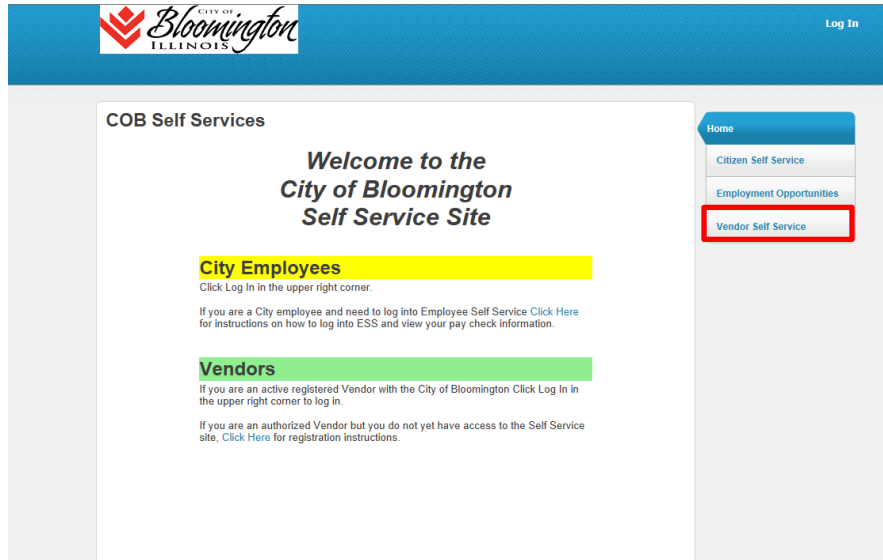 CITY OF
Bloomington
ILLINOIS
Log In
COB Self Services
Welcome to the
City of Bloomington
Self Service Site
City Employees
Click Log In in the upper right corner.
If you are a City employee and need to log into Employee Self Service Click Here
for instructions on how to log into ESS and view your pay check information.
Vendors
If you are an active registered Vendor with the City of Bloomington Click Log In in
the upper right corner to log in.
If you are an authorized Vendor but you do not yet have access to the Self Service
site, Click Here for registration instructions.
Home
Citizen Self Service
Employment Opportunities
Vendor Self Service